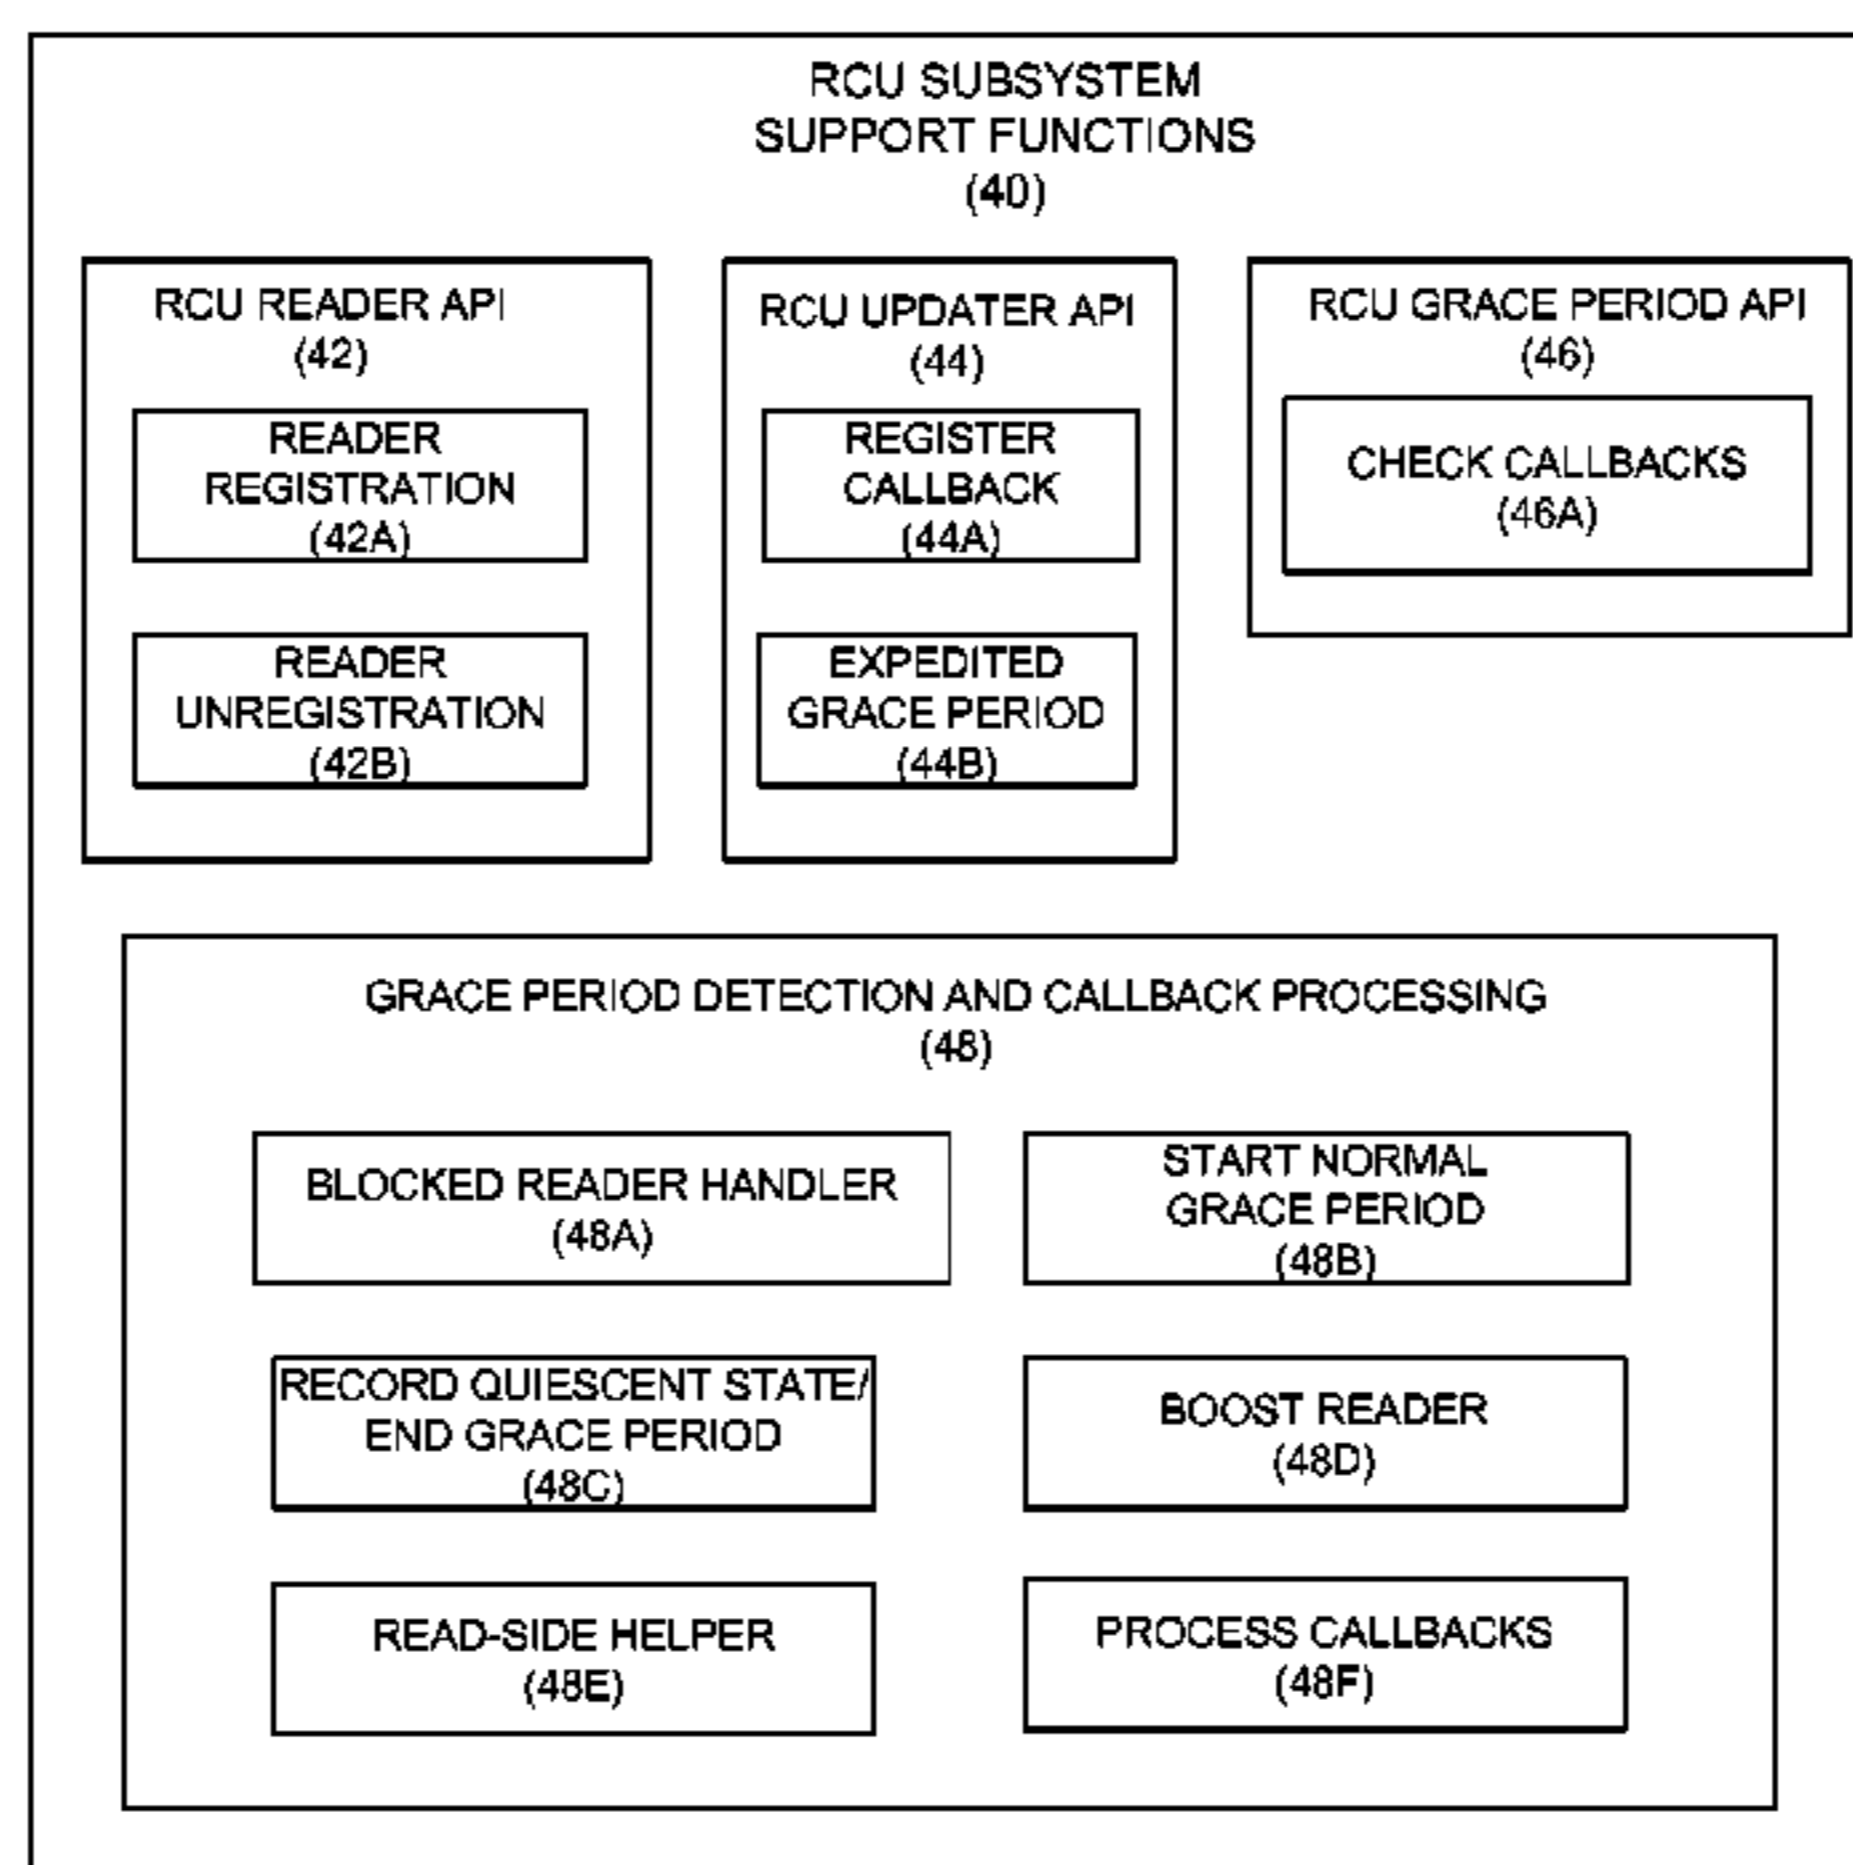 RCU SUBSYSTEM
SUPPORT FUNCTIONS
(40)
RCU READER API
(42)
READER
REGISTRATION
(42A)
READER
UNREGISTRATION
(42B)
RCU UPDATER API
(44)
REGISTER
CALLBACK
(44A)
EXPEDITED
GRACE PERIOD
(44B)
RCU GRACE PERIOD API
(46)
CHECK CALLBACKS
(46A)
GRACE PERIOD DETECTION AND CALLBACK PROCESSING
(48)
BLOCKED READER HANDLER
(48A)
START NORMAL
GRACE PERIOD
(48B)
RECORD QUIESCENT STATE/
END GRACE PERIOD
(48C)
BOOST READER
(48D)
READ-SIDE HELPER
(48E)
PROCESS CALLBACKS
(48F)